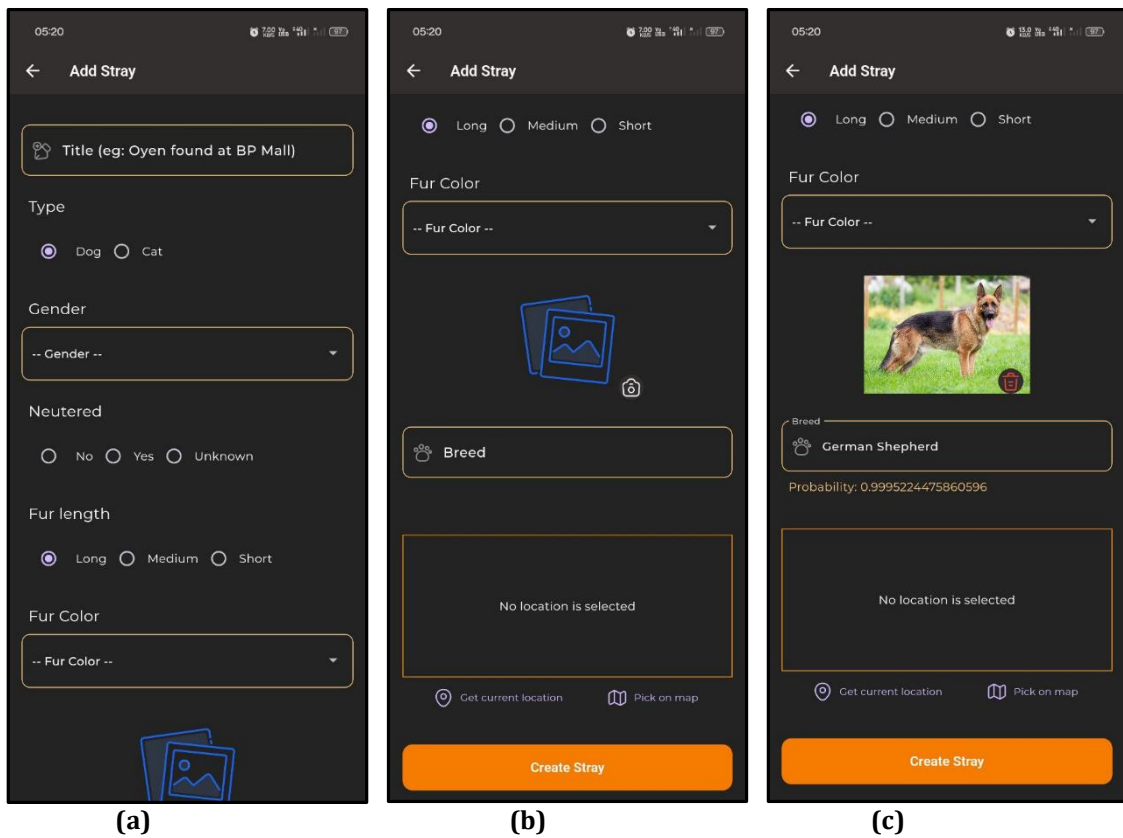 05:20
Add Stray
Title (eg: Oyen found at BP Mall)
Type
Dog Cat
Gender
-- Gender --
Neutered
No Yes Unknown
Fur length
Long Medium Short
Fur Color
-- Fur Color --
(a)
05:20
Add Stray
Long Medium Short
Fur Color
-- Fur Color --
Breed
No location is selected
Get current location Pick on map
Create Stray
(b)
05:20
Add Stray
Long Medium Short
Fur Color
-- Fur Color --
Breed
German Shepherd
Probability: 0.9995224475860596
No location is selected
Get current location Pick on map
Create Stray
(c)